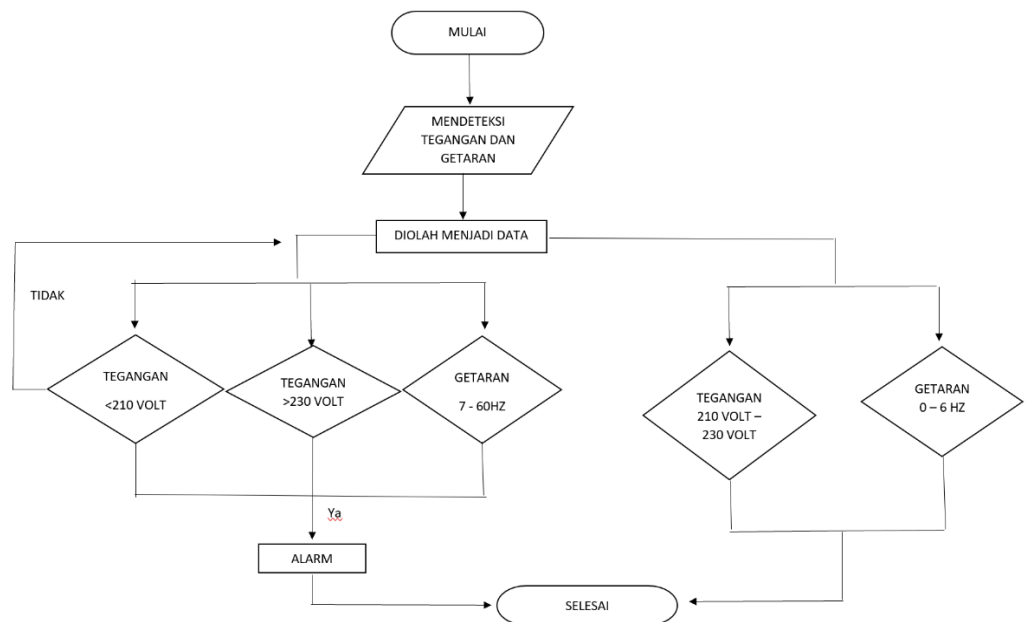 MULAI
MENDETEKSI
TEGANGAN DAN
GETARAN
DIOLAH MENJADI DATA
TIDAK
TEGANGAN
<210 VOLT
TEGANGAN
>230 VOLT
GETARAN
7 - 60HZ
TEGANGAN
210 VOLT –
230 VOLT
GETARAN
0 – 6 HZ
Ya
ALARM
SELESAI